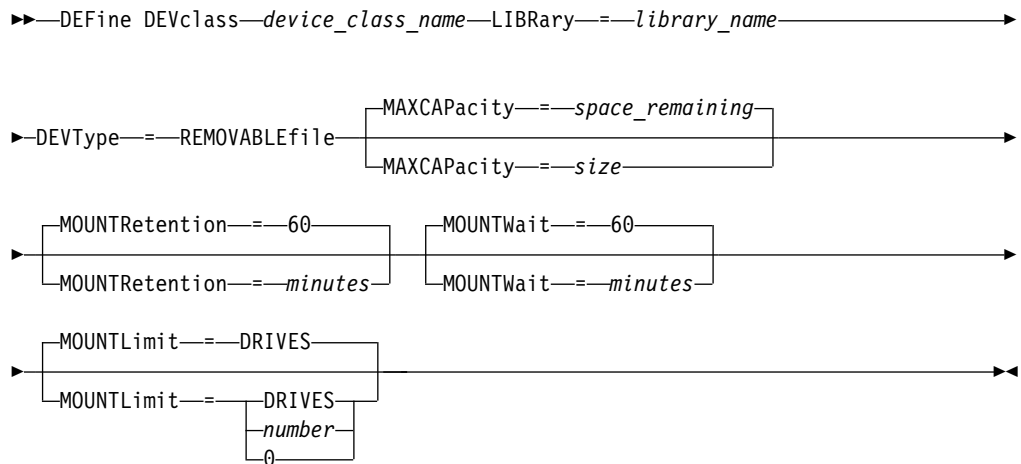 DEFine DEVclass device_class_name LIBRary = library_name
MAXCAPacity = space_remaining
DEVType = REMOVABLEfile
MAXCAPacity = size
MOUNTRetention = 60 MOUNTWait = 60
MOUNTRetention = minutes MOUNTWait = minutes
MOUNTLimit = DRIVES
MOUNTLimit = DRIVES
number
0